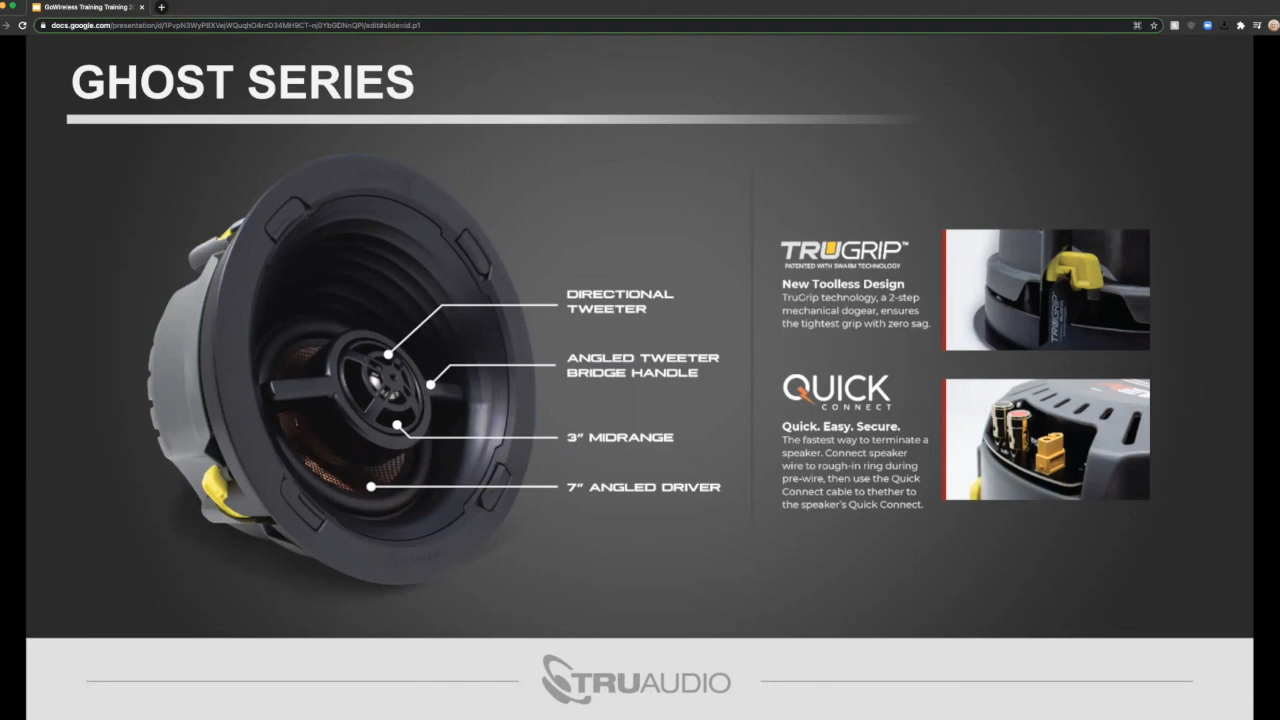 GoWireless Training Training 2
docs.google.com/presentation/d/1PvpN3WyPBXVejWQuqhO4rnD34MH9CT-nj0YbGDNnQPI/edit#slide=id.p1
GHOST SERIES
DIRECTIONAL
TWEETER
ANGLED TWEETER
BRIDGE HANDLE
3” MIDRANGE
7” ANGLED DRIVER
TRUGRIP™
PATENTED WITH SWARM TECHNOLOGY
New Toolless Design
TruGrip technology, a 2-step
mechanical dogear, ensures
the tightest grip with zero sag.
TRUGRIP
QUICK
CONNECT
Quick. Easy. Secure.
The fastest way to terminate a
speaker. Connect speaker
wire to rough-in ring during
pre-wire, then use the Quick
Connect cable to thether to
the speaker's Quick Connect.
TRUAUDIO